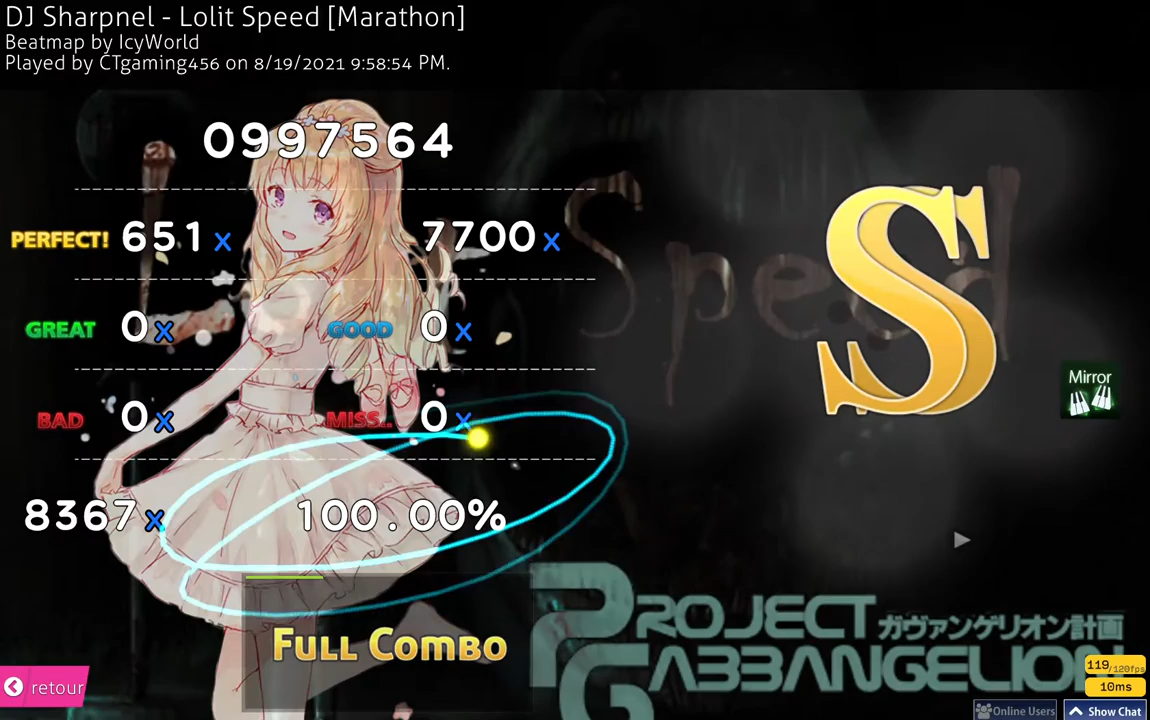 DJ Sharpnel - Lolit Speed [Marathon]
Beatmap by IcyWorld
Played by CTgaming456 on 8/19/2021 9:58:54 PM.
0997564
PERFECT! 651x 7700x
GREAT 0x GOOD 0x
BAD 0x MISS.. 0x
8367x 100.00%
FULL COMBO
S
Mirror
Speed
PROJECT ガヴァンゲリオン計画
GABBANGELION
retour
119/120fps
10ms
Online Users
Show Chat